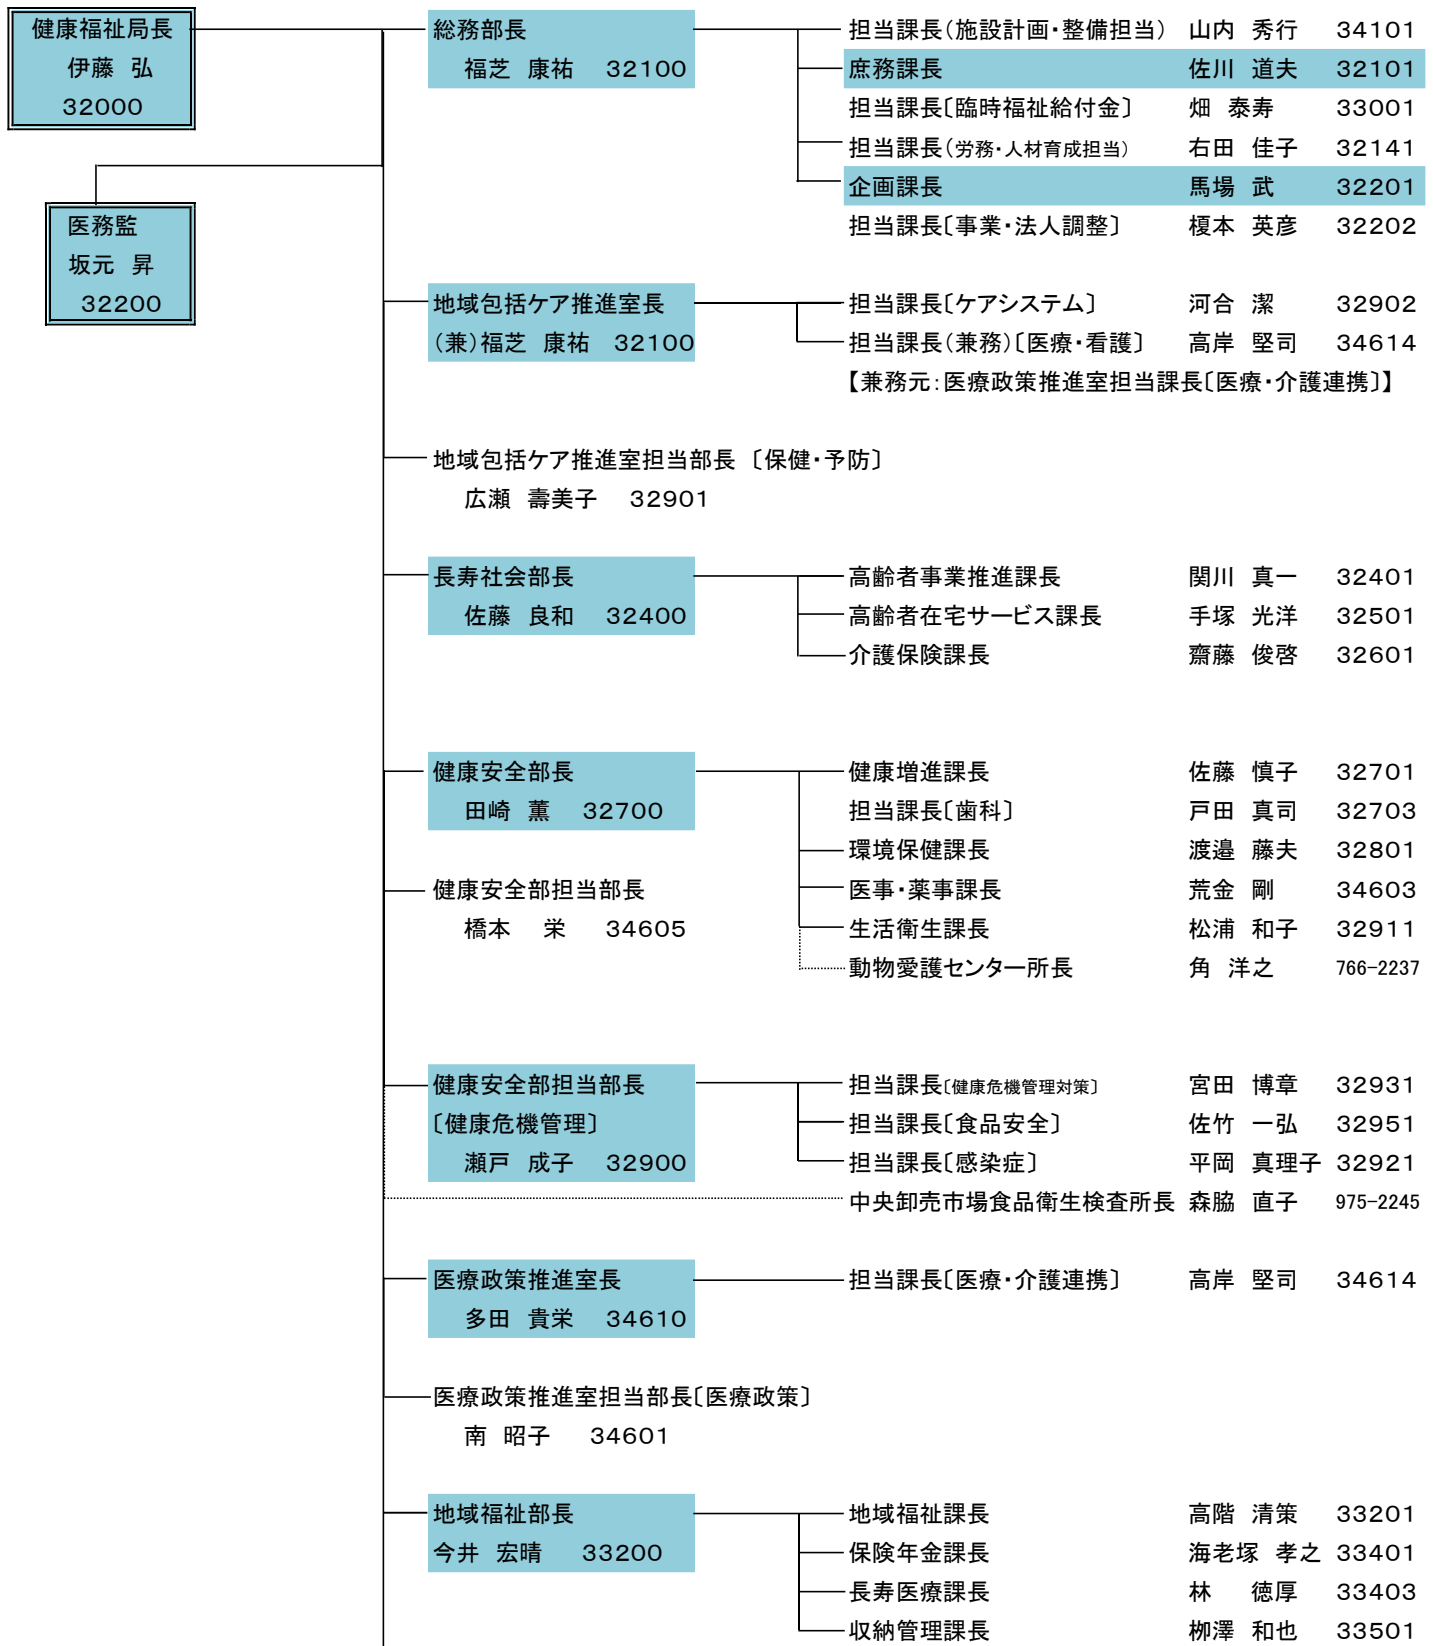 健康福祉局長
伊藤 弘
32000
医務監
坂元 昇
32200
総務部長
福芝 康祐 32100
担当課長(施設計画・整備担当) 山内 秀行 34101
庶務課長 佐川 道夫 32101
担当課長〔臨時福祉給付金〕 畑 泰寿 33001
担当課長(労務・人材育成担当) 右田 佳子 32141
企画課長 馬場 武 32201
担当課長〔事業・法人調整〕 榎本 英彦 32202
地域包括ケア推進室長
(兼)福芝 康祐 32100
担当課長〔ケアシステム〕 河合 潔 32902
担当課長(兼務)〔医療・看護〕 高岸 堅司 34614
【兼務元:医療政策推進室担当課長〔医療・介護連携〕】
地域包括ケア推進室担当部長 〔保健・予防〕
広瀬 壽美子 32901
長寿社会部長
佐藤 良和 32400
高齢者事業推進課長 関川 真一 32401
高齢者在宅サービス課長 手塚 光洋 32501
介護保険課長 齋藤 俊啓 32601
健康安全部長
田崎 薫 32700
健康増進課長 佐藤 慎子 32701
担当課長〔歯科〕 戸田 真司 32703
環境保健課長 渡邉 藤夫 32801
医事・薬事課長 荒金 剛 34603
生活衛生課長 松浦 和子 32911
動物愛護センター所長 角 洋之 766-2237
健康安全部担当部長
橋本 栄 34605
健康安全部担当部長
〔健康危機管理〕
瀬戸 成子 32900
担当課長〔健康危機管理対策〕 宮田 博章 32931
担当課長〔食品安全〕 佐竹 一弘 32951
担当課長〔感染症〕 平岡 真理子 32921
中央卸売市場食品衛生検査所長 森脇 直子 975-2245
医療政策推進室長
多田 貴栄 34610
担当課長〔医療・介護連携〕 高岸 堅司 34614
医療政策推進室担当部長〔医療政策〕
南 昭子 34601
地域福祉部長
今井 宏晴 33200
地域福祉課長 高階 清策 33201
保険年金課長 海老塚 孝之 33401
長寿医療課長 林 徳厚 33403
収納管理課長 栁澤 和也 33501